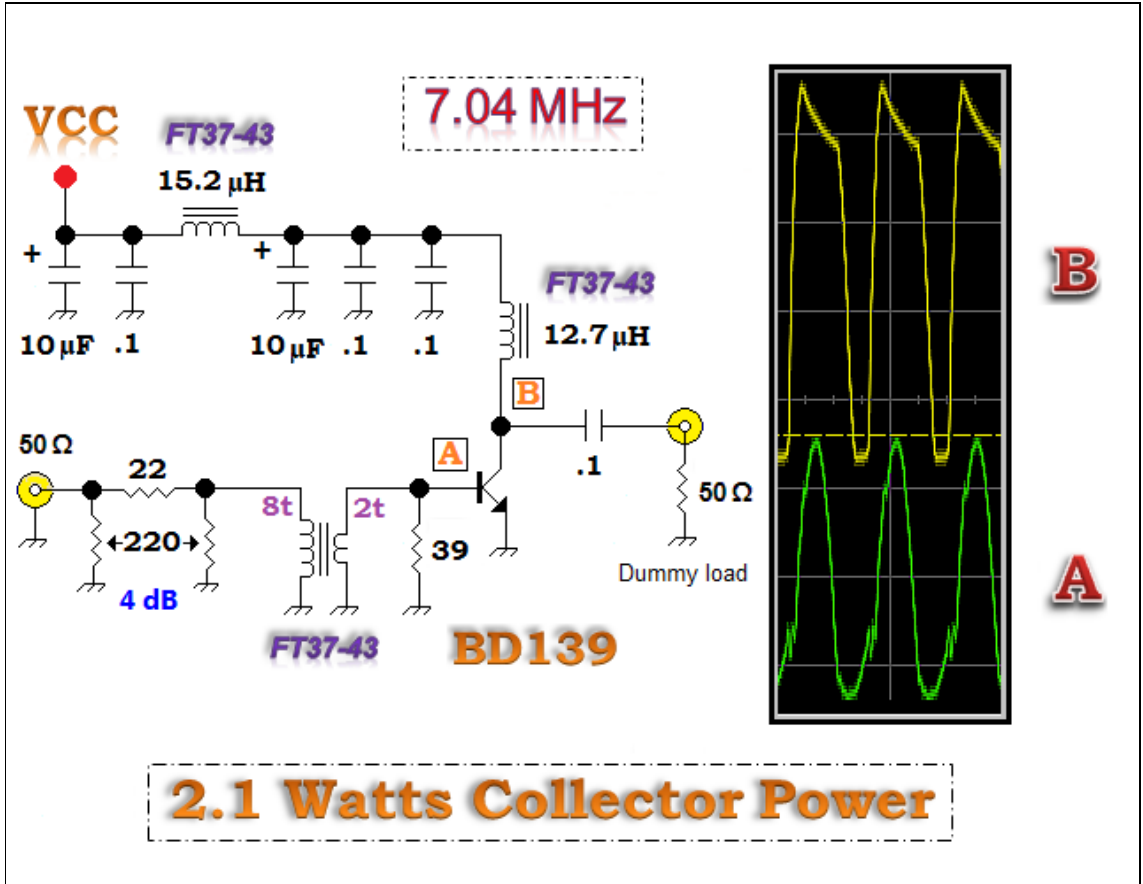 7.04 MHz
VCC
FT37-43
15.2 µH
+
+
10 µF
.1
10 µF
.1
.1
FT37-43
12.7 µH
B
B
50 Ω
22
A
.1
8t
2t
220
39
50 Ω
4 dB
Dummy load
A
FT37-43
BD139
2.1 Watts Collector Power